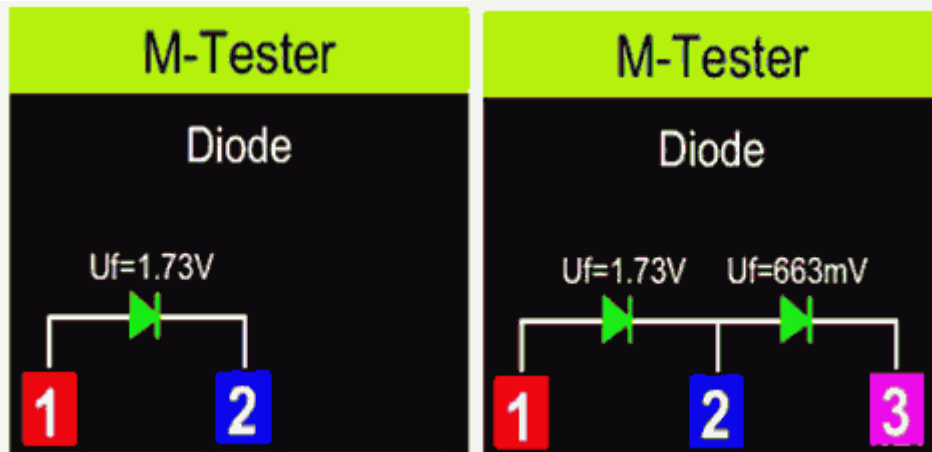 M-Tester
Diode
Uf=1.73V
1 2
M-Tester
Diode
Uf=1.73V Uf=663mV
1 2 3